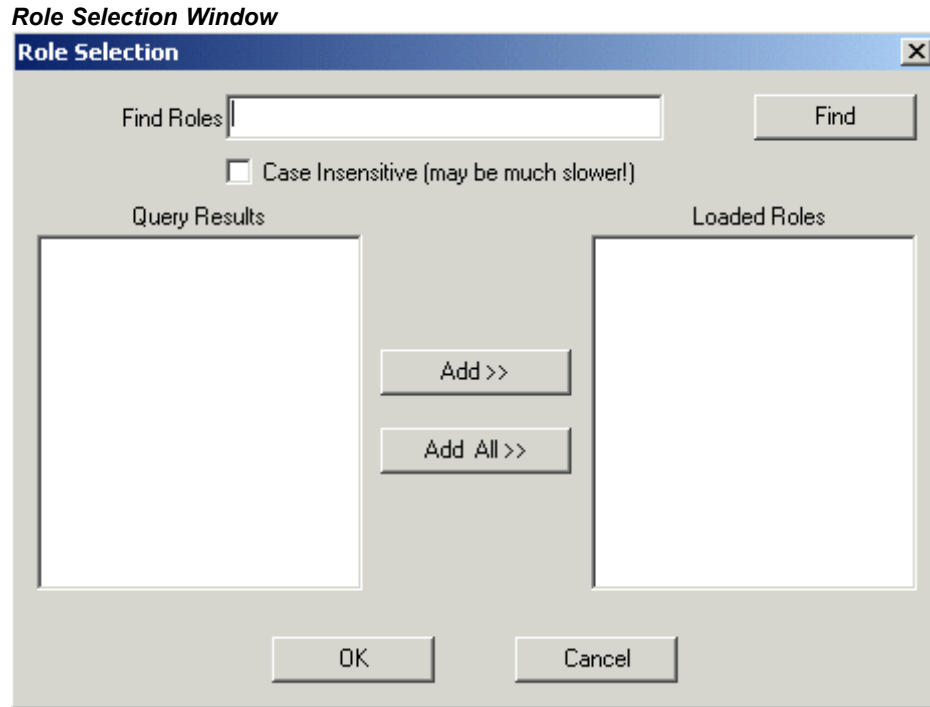 Role Selection Window
Role Selection
Find Roles
Find
Case Insensitive (may be much slower!)
Query Results
Loaded Roles
Add >>
Add All >>
OK
Cancel